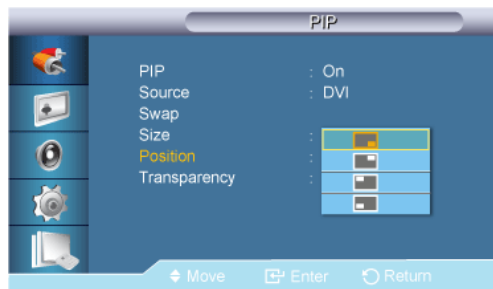 PIP
PIP : On
Source : DVI
Swap
Size :
Position :
Transparency :
Move Enter Return